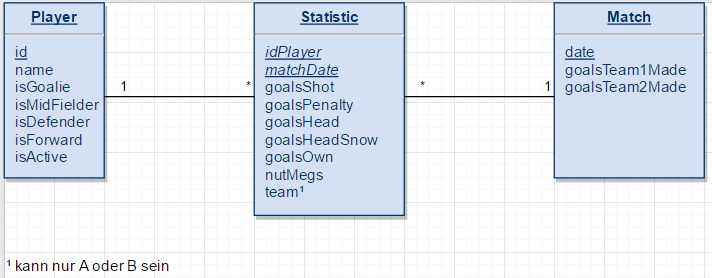 Player
id
name
isGoalie
isMidFielder
isDefender
isForward
isActive
1
*
Statistic
idPlayer
matchDate
goalsShot
goalsPenalty
goalsHead
goalsHeadSnow
goalsOwn
nutMegs
team¹
*
1
Match
date
goalsTeam1Made
goalsTeam2Made
¹ kann nur A oder B sein